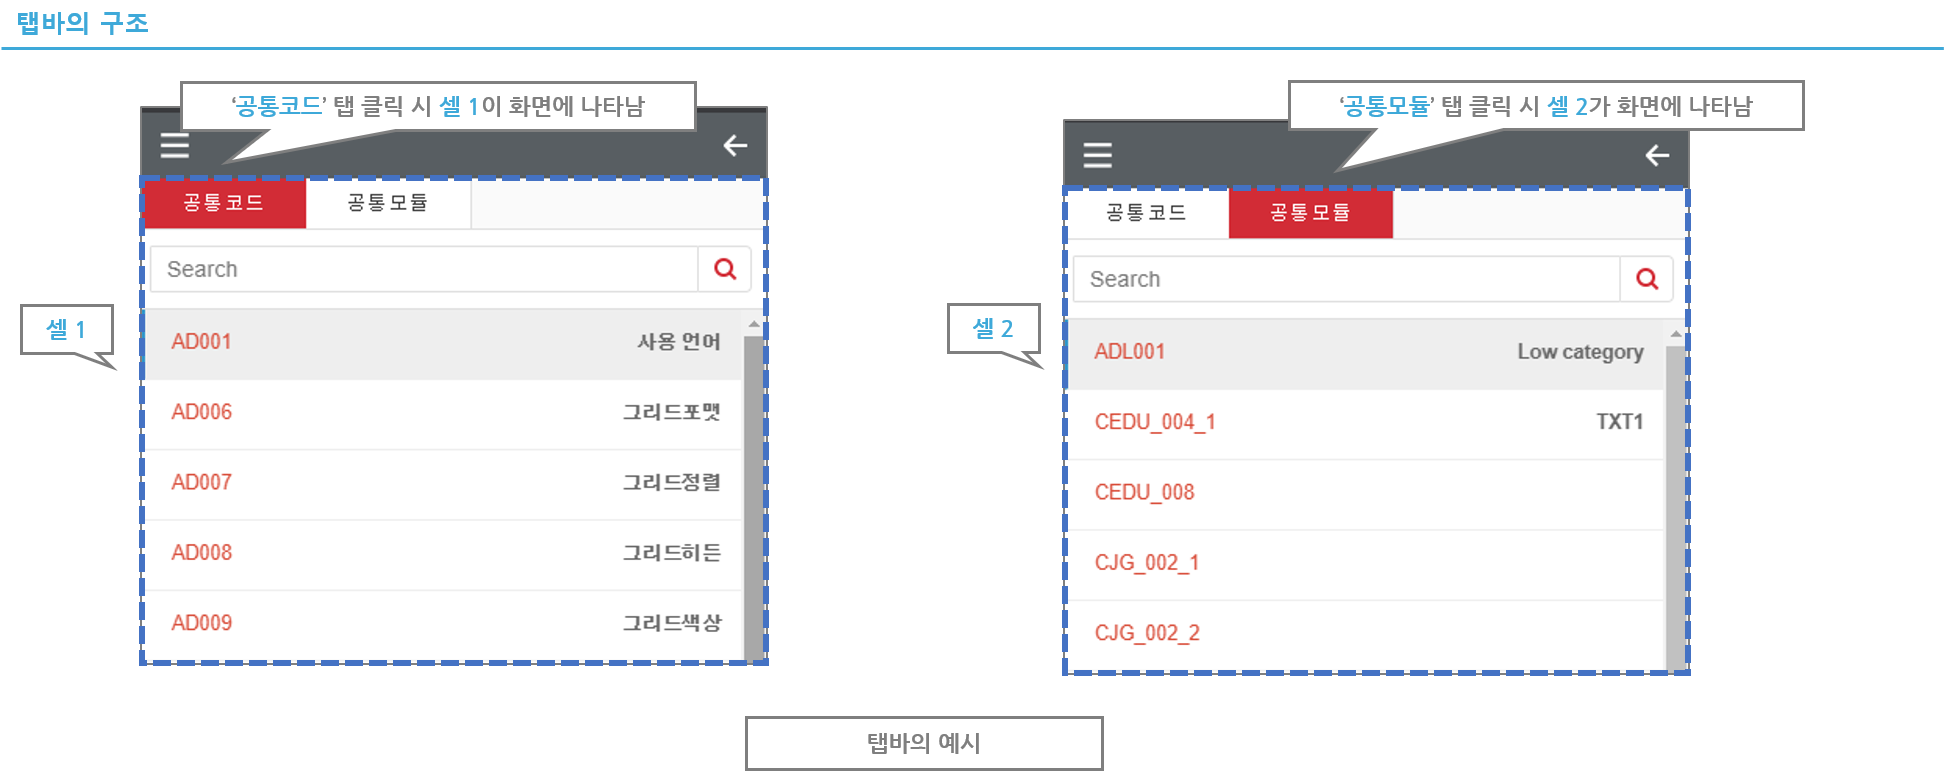 탭바의 구조
‘공통코드’ 탭 클릭 시 셀 1이 화면에 나타남
공통코드 공통모듈
Search
셀 1
AD001 사용 언어
AD006 그리드포맷
AD007 그리드정렬
AD008 그리드히든
AD009 그리드색상
‘공통모듈’ 탭 클릭 시 셀 2가 화면에 나타남
공통코드 공통모듈
Search
셀 2
ADL001 Low category
CEDU_004_1 TXT1
CEDU_008
CJG_002_1
CJG_002_2
탭바의 예시